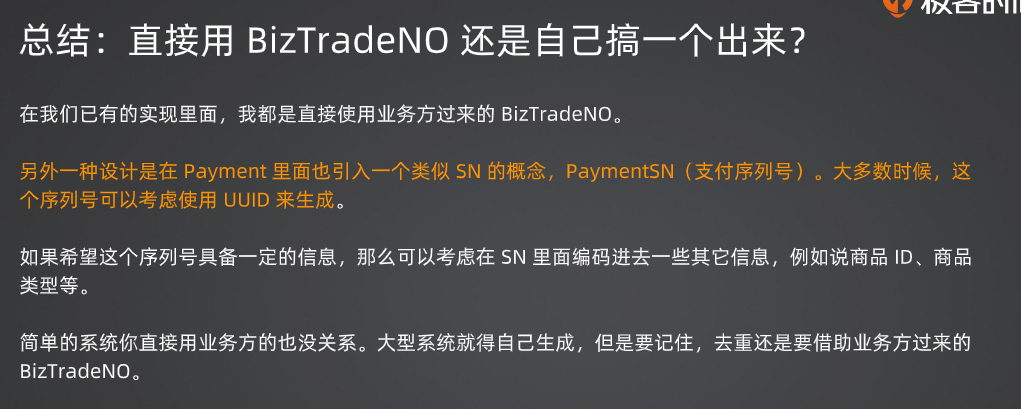 总结：直接用 BizTradeNO 还是自己搞一个出来？
在我们已有的实现里面，我都是直接使用业务方过来的 BizTradeNO。
另外一种设计是在 Payment 里面也引入一个类似 SN 的概念，PaymentSN（支付序列号）。大多数时候，这
个序列号可以考虑使用 UUID 来生成。
如果希望这个序列号具备一定的信息，那么可以考虑在 SN 里面编码进去一些其它信息，例如说商品 ID、商品
类型等。
简单的系统你直接用业务方的也没关系。大型系统就得自己生成，但是要记住，去重还是要借助业务方过来的
BizTradeNO。